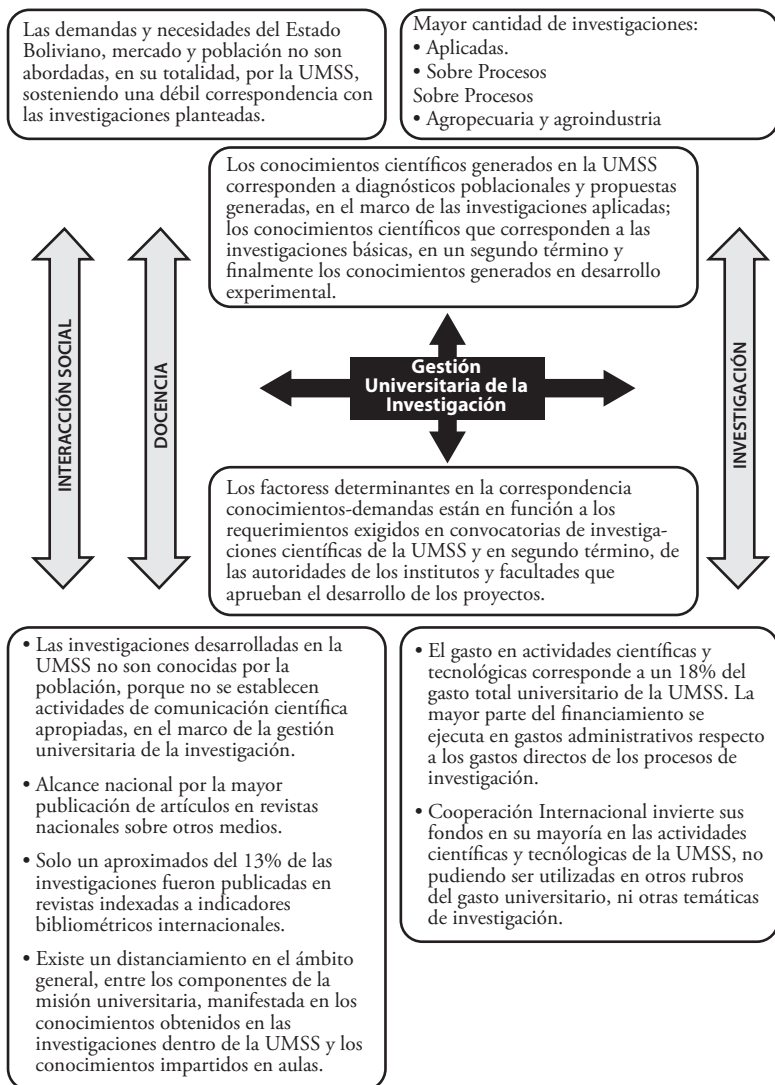 Las demandas y necesidades del Estado
Boliviano, mercado y población no son
abordadas, en su totalidad, por la UMSS,
sosteniendo una débil correspondencia con
las investigaciones planteadas.
Mayor cantidad de investigaciones:
• Aplicadas.
• Sobre Procesos
Sobre Procesos
• Agropecuaria y agroindustria
Los conocimientos científicos generados en la UMSS
corresponden a diagnósticos poblacionales y propuestas
generadas, en el marco de las investigaciones aplicadas;
los conocimientos científicos que corresponden a las
investigaciones básicas, en un segundo término y
finalmente los conocimientos generados en desarrollo
experimental.
INTERACCIÓN SOCIAL
DOCENCIA
Gestión
Universitaria de la
Investigación
INVESTIGACIÓN
Los factoress determinantes en la correspondencia
conocimientos-demandas están en función a los
requerimientos exigidos en convocatorias de investiga-
ciones científicas de la UMSS y en segundo término, de
las autoridades de los institutos y facultades que
aprueban el desarrollo de los proyectos.
• Las investigaciones desarrolladas en la
UMSS no son conocidas por la
población, porque no se establecen
actividades de comunicación científica
apropiadas, en el marco de la gestión
universitaria de la investigación.
• Alcance nacional por la mayor
publicación de artículos en revistas
nacionales sobre otros medios.
• Solo un aproximados del 13% de las
investigaciones fueron publicadas en
revistas indexadas a indicadores
bibliométricos internacionales.
• Existe un distanciamiento en el ámbito
general, entre los componentes de la
misión universitaria, manifestada en los
conocimientos obtenidos en las
investigaciones dentro de la UMSS y los
conocimientos impartidos en aulas.
• El gasto en actividades científicas y
tecnológicas corresponde a un 18% del
gasto total universitario de la UMSS. La
mayor parte del financiamiento se
ejecuta en gastos administrativos respecto
a los gastos directos de los procesos de
investigación.
• Cooperación Internacional invierte sus
fondos en su mayoría en las actividades
científicas y tecnólogicas de la UMSS, no
pudiendo ser utilizadas en otros rubros
del gasto universitario, ni otras temáticas
de investigación.